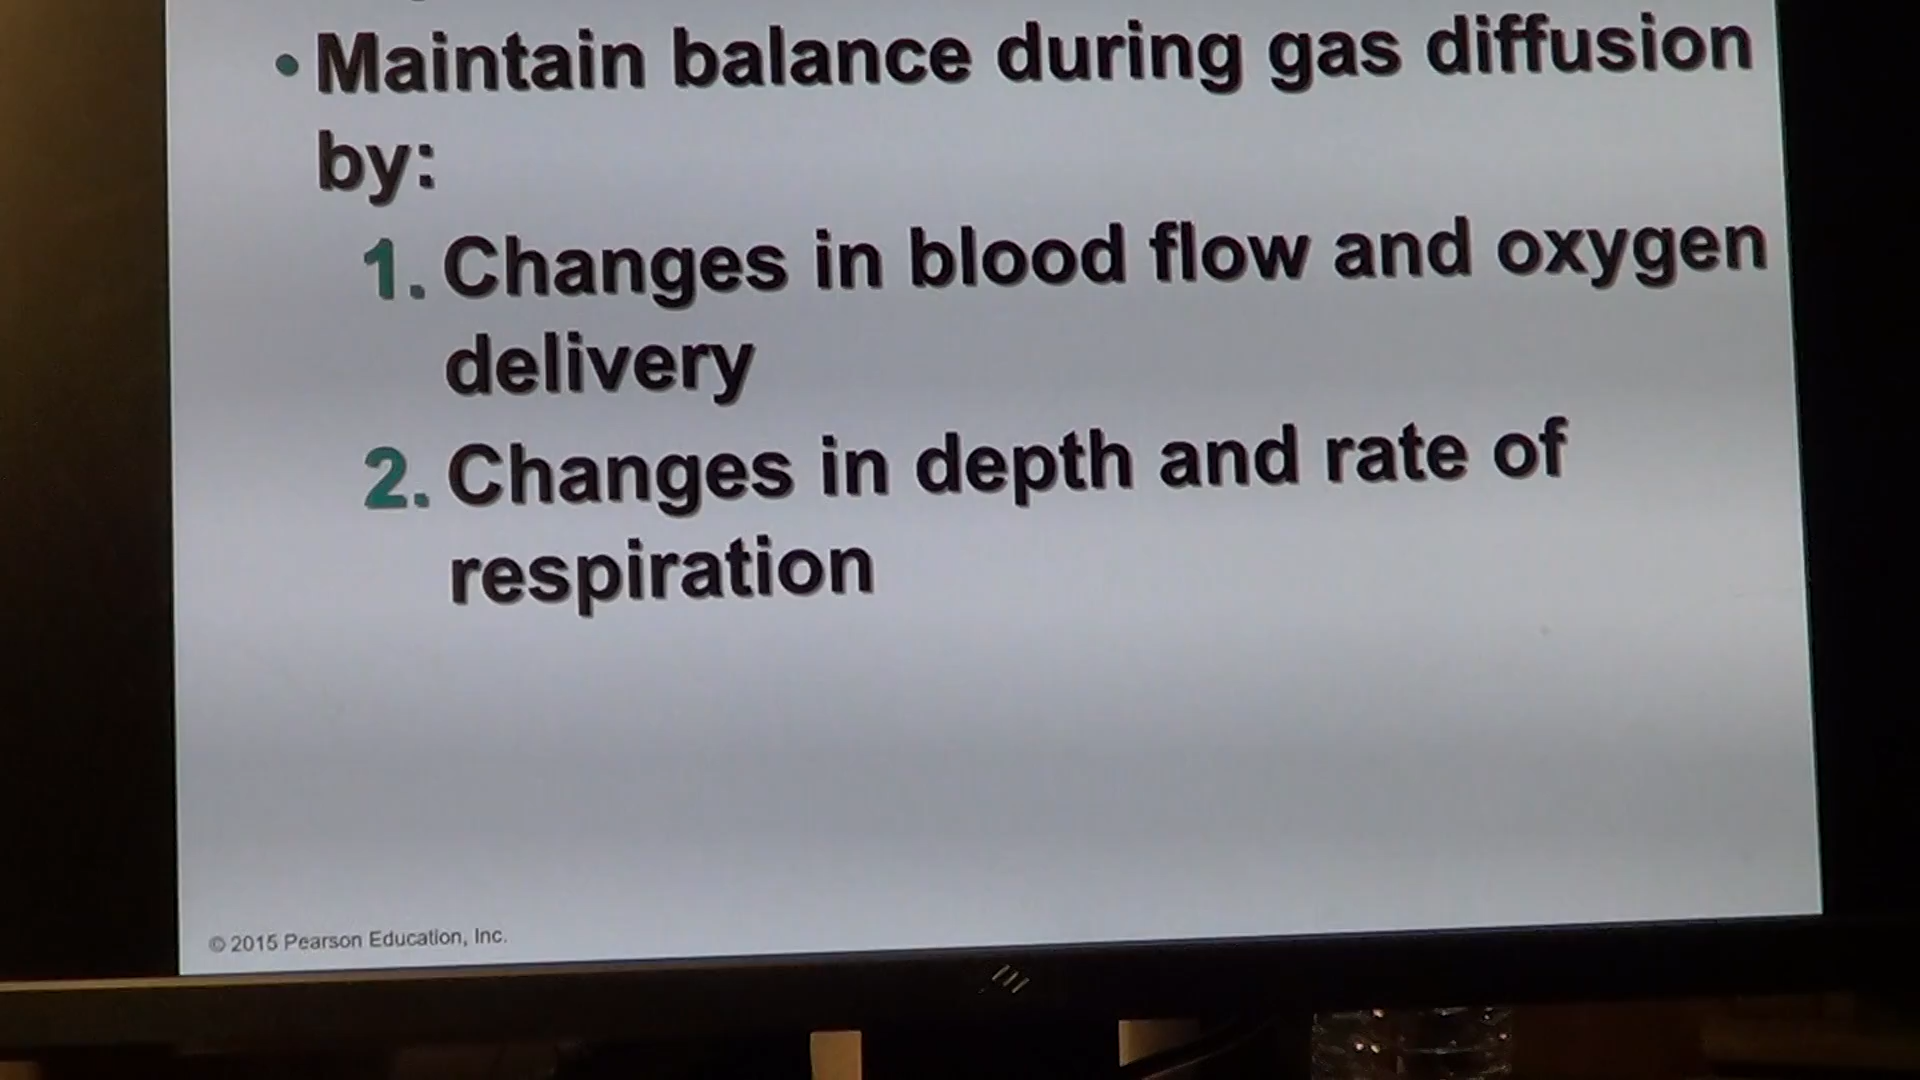 • Maintain balance during gas diffusion
by:
1. Changes in blood flow and oxygen
delivery
2. Changes in depth and rate of
respiration
© 2015 Pearson Education, Inc.